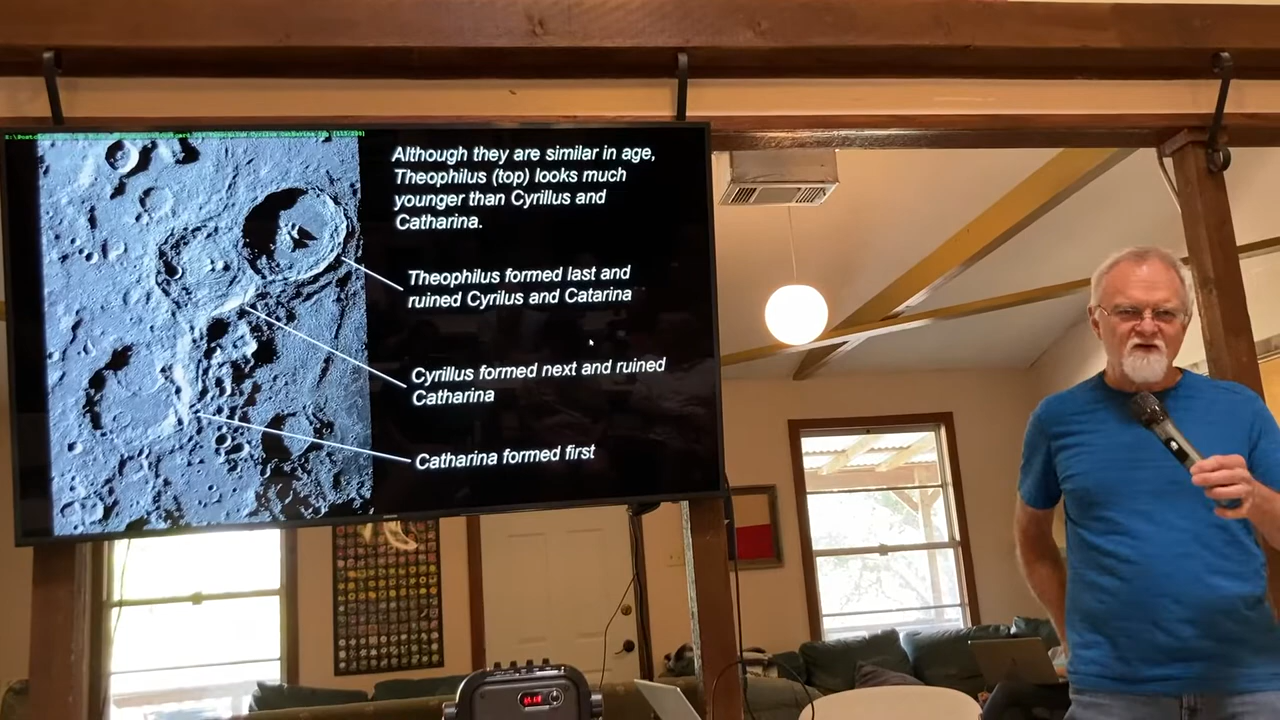 Although they are similar in age,
Theophilus (top) looks much
younger than Cyrillus and
Catharina.
Theophilus formed last and
ruined Cyrilus and Catarina
Cyrillus formed next and ruined
Catharina
Catharina formed first